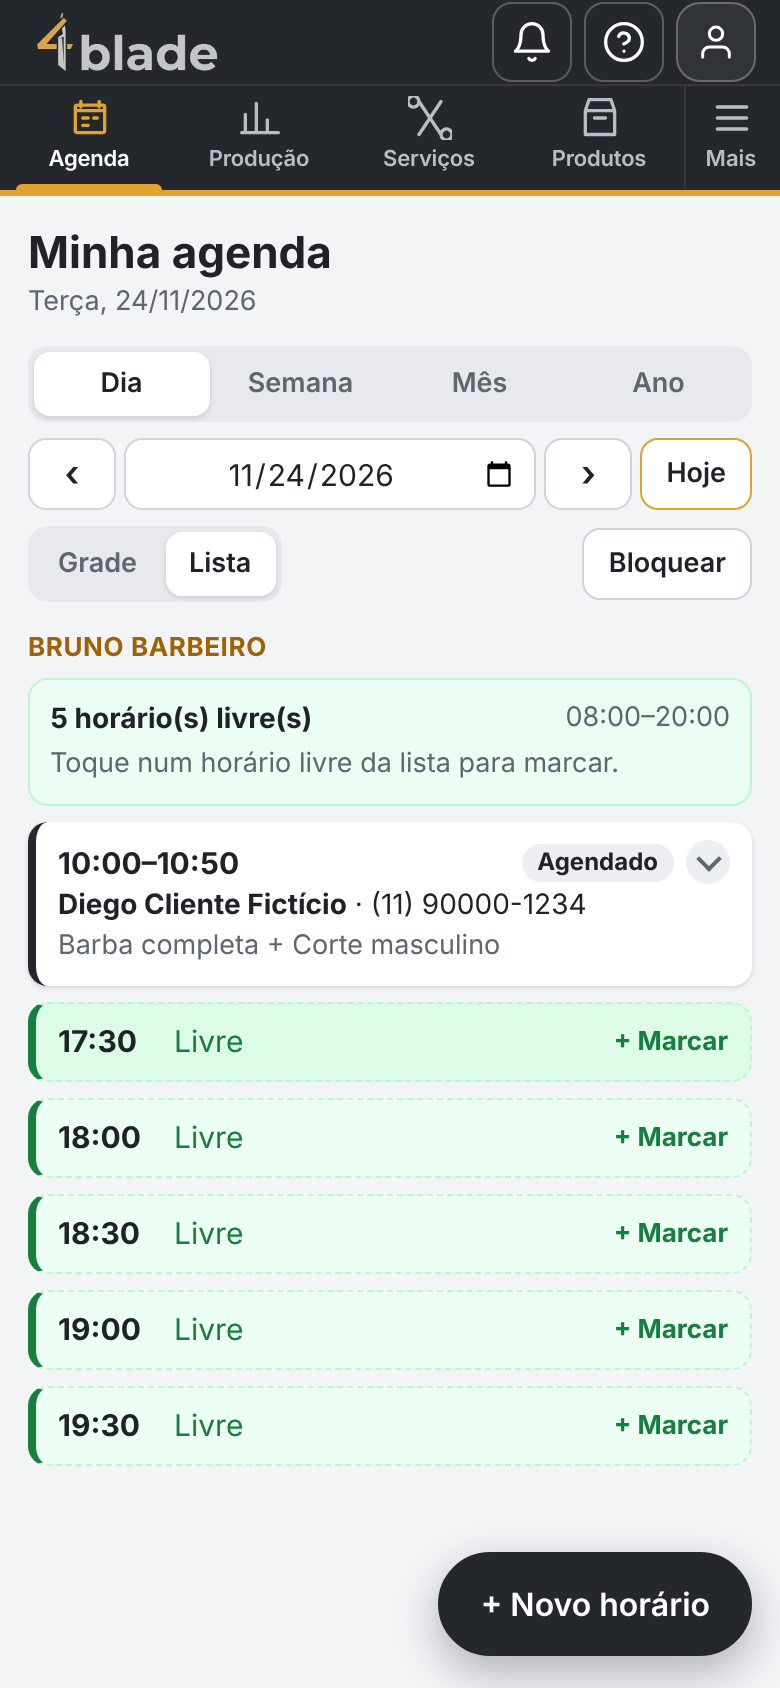 4blade
Agenda
Produção
Serviços
Produtos
Mais
Minha agenda
Terça, 24/11/2026
Dia
Semana
Mês
Ano
‹
11/24/2026
›
Hoje
Grade
Lista
Bloquear
BRUNO BARBEIRO
5 horário(s) livre(s)
08:00–20:00
Toque num horário livre da lista para marcar.
10:00–10:50
Agendado
Diego Cliente Fictício · (11) 90000-1234
Barba completa + Corte masculino
17:30 Livre + Marcar
18:00 Livre + Marcar
18:30 Livre + Marcar
19:00 Livre + Marcar
19:30 Livre + Marcar
+ Novo horário